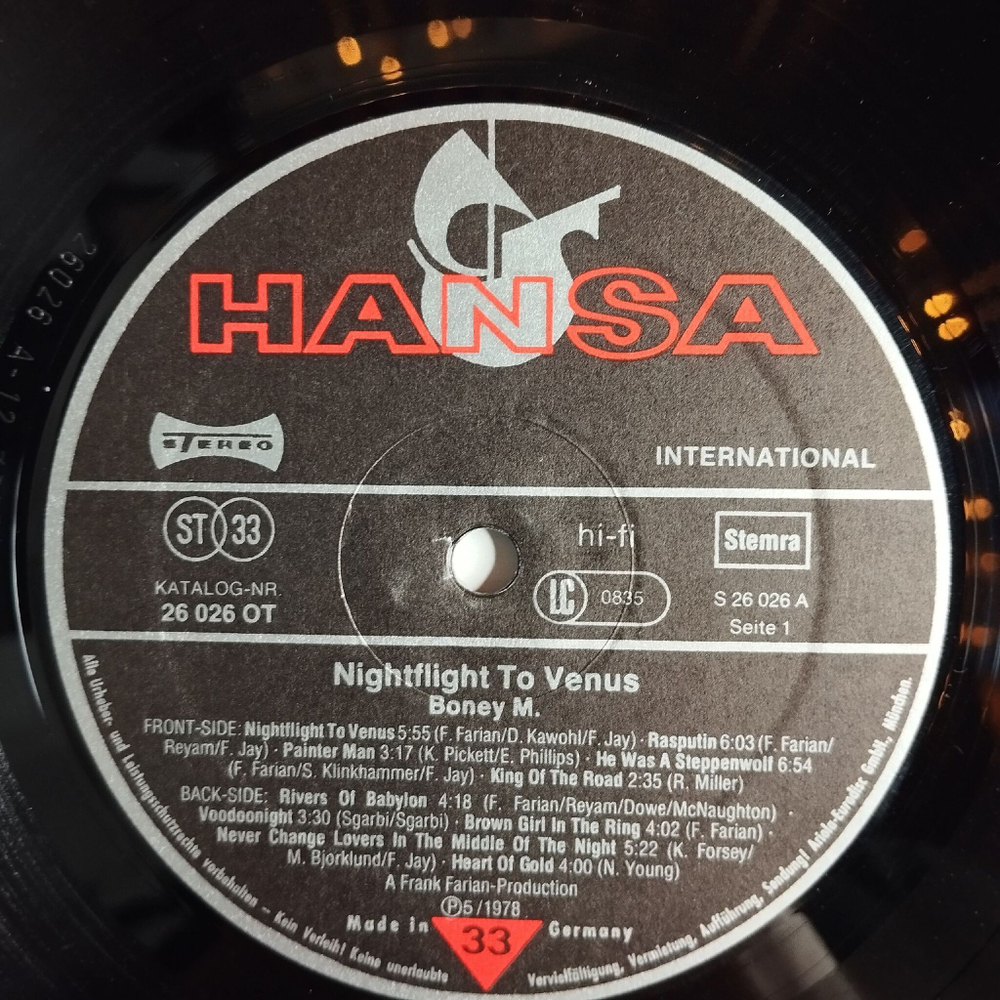 HANSA
STEREO
INTERNATIONAL
ST 33
hi-fi
Stemra
LC 0835
KATALOG-NR.
26 026 OT
S 26 026 A
Seite 1
Nightflight To Venus
Boney M.
FRONT-SIDE: Nightflight To Venus 5:55 (F. Farian/D. Kawohl/F. Jay) · Rasputin 6:03 (F. Farian/
Reyam/F. Jay) · Painter Man 3:17 (K. Pickett/E. Phillips) · He Was A Steppenwolf 6:54
(F. Farian/S. Klinkhammer/F. Jay) · King Of The Road 2:35 (R. Miller)
BACK-SIDE: Rivers Of Babylon 4:18 (F. Farian/Reyam/Dowe/McNaughton) ·
Voodoonight 3:30 (Sgarbi/Sgarbi) · Brown Girl In The Ring 4:02 (F. Farian) ·
Never Change Lovers In The Middle Of The Night 5:22 (K. Forsey/
M. Bjorklund/F. Jay) · Heart Of Gold 4:00 (N. Young)
A Frank Farian-Production
Ⓟ 5/1978
Made in Germany
33
Alle Urheber- und Leistungsschutzrechte vorbehalten – Kein Verleih! Keine unerlaubte Vervielfältigung, Vermietung, Aufführung, Sendung! Ariola-Eurodisc GmbH, München.
26026 A-12